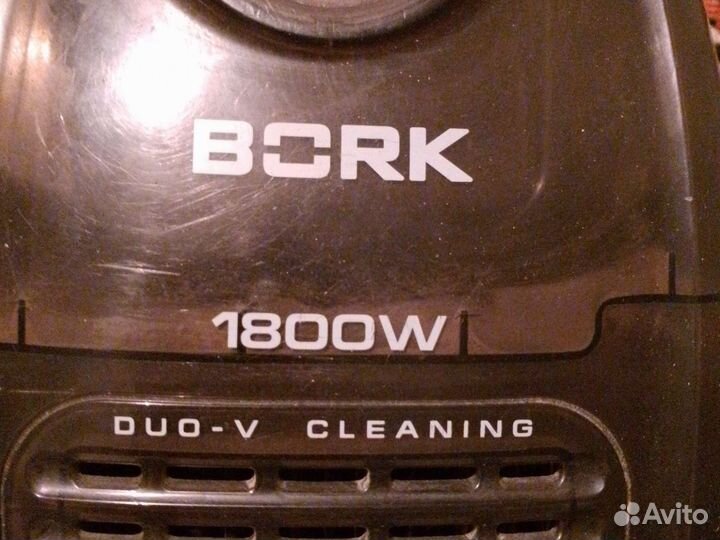 BORK
1800W
DUO-V CLEANING
Avito